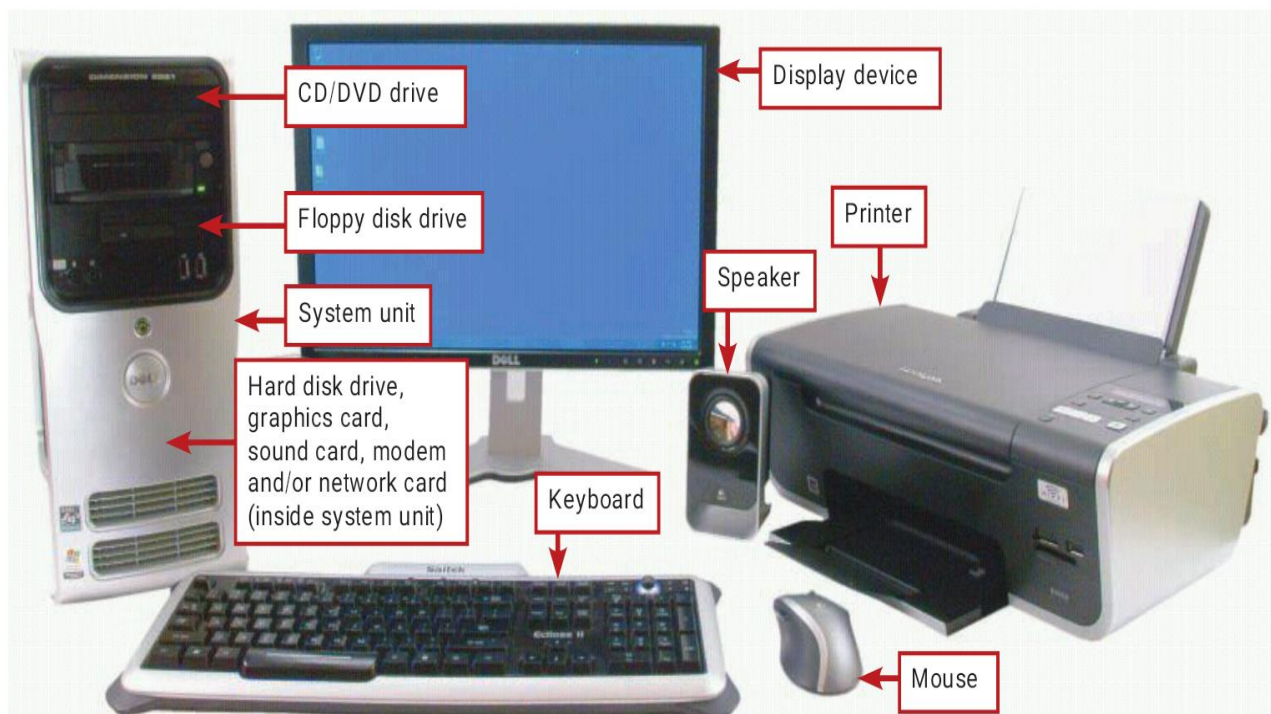 DIMENSION
CD/DVD drive
Display device
Floppy disk drive
Printer
Speaker
System unit
DELL
DELL
Hard disk drive,
graphics card,
sound card, modem
and/or network card
(inside system unit)
Keyboard
Saitek
Eclipse II
Mouse